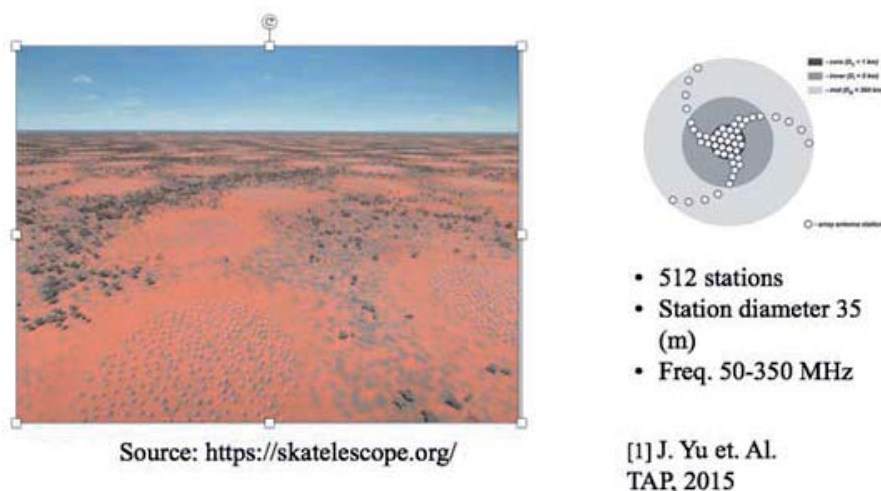 • 512 stations
• Station diameter 35
(m)
• Freq. 50-350 MHz
Source: https://skatelescope.org/
[1] J. Yu et. Al.
TAP, 2015